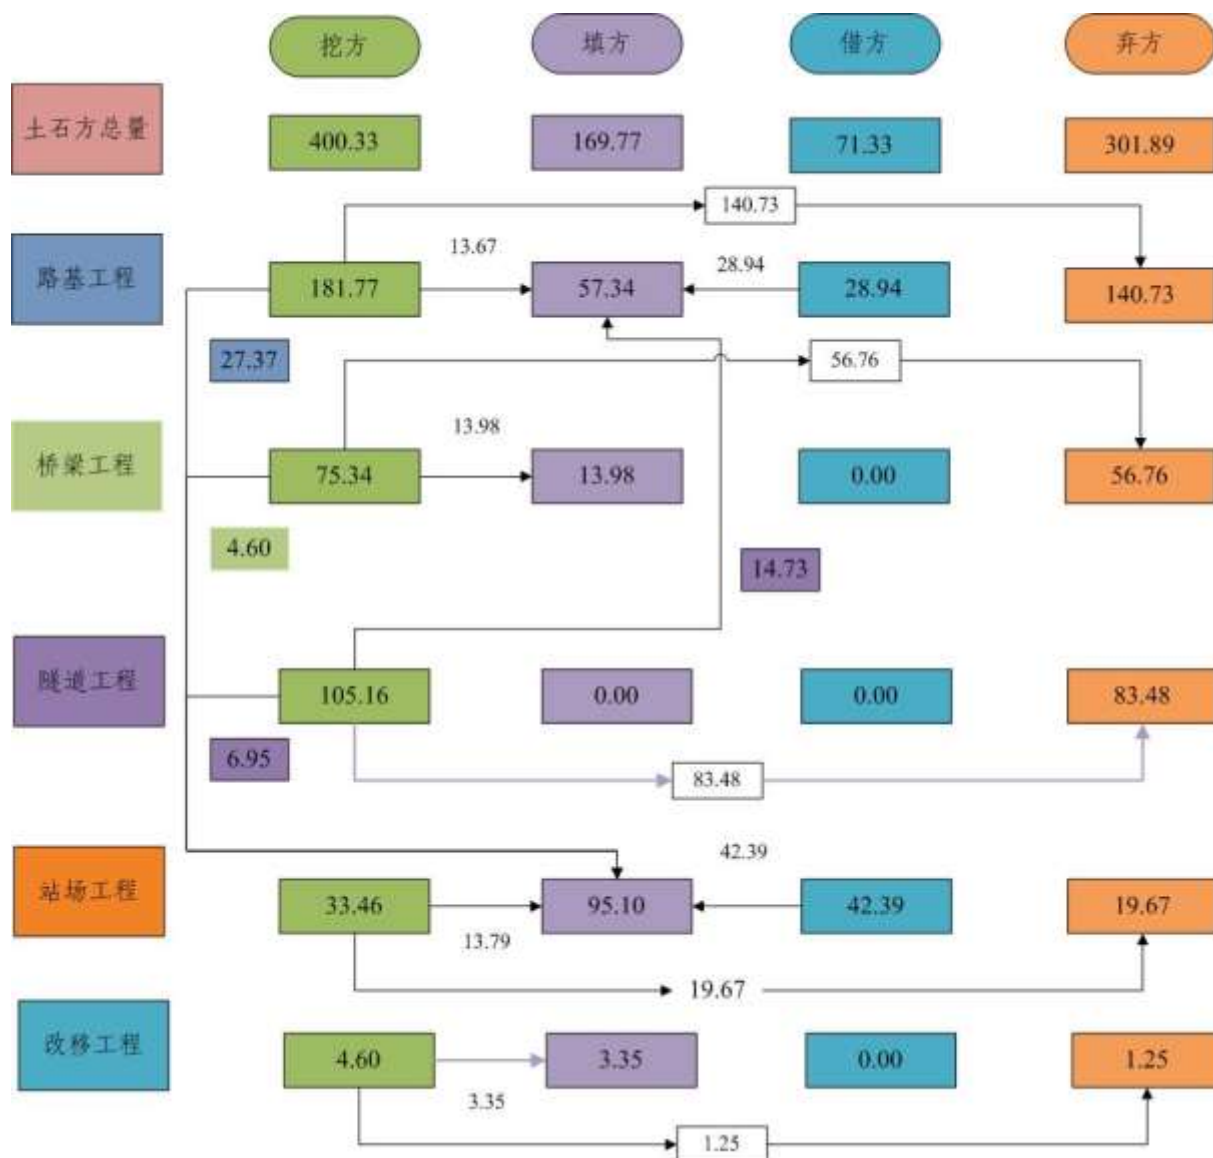 挖方 填方 借方 弃方
土石方总量 400.33 169.77 71.33 301.89
140.73
13.67 28.94
路基工程 181.77 57.34 28.94 140.73
27.37 56.76
13.98
桥梁工程 75.34 13.98 0.00 56.76
4.60 14.73
隧道工程 105.16 0.00 0.00 83.48
6.95 83.48
42.39
站场工程 33.46 95.10 42.39 19.67
13.79
19.67
改移工程 4.60 3.35 0.00 1.25
3.35
1.25